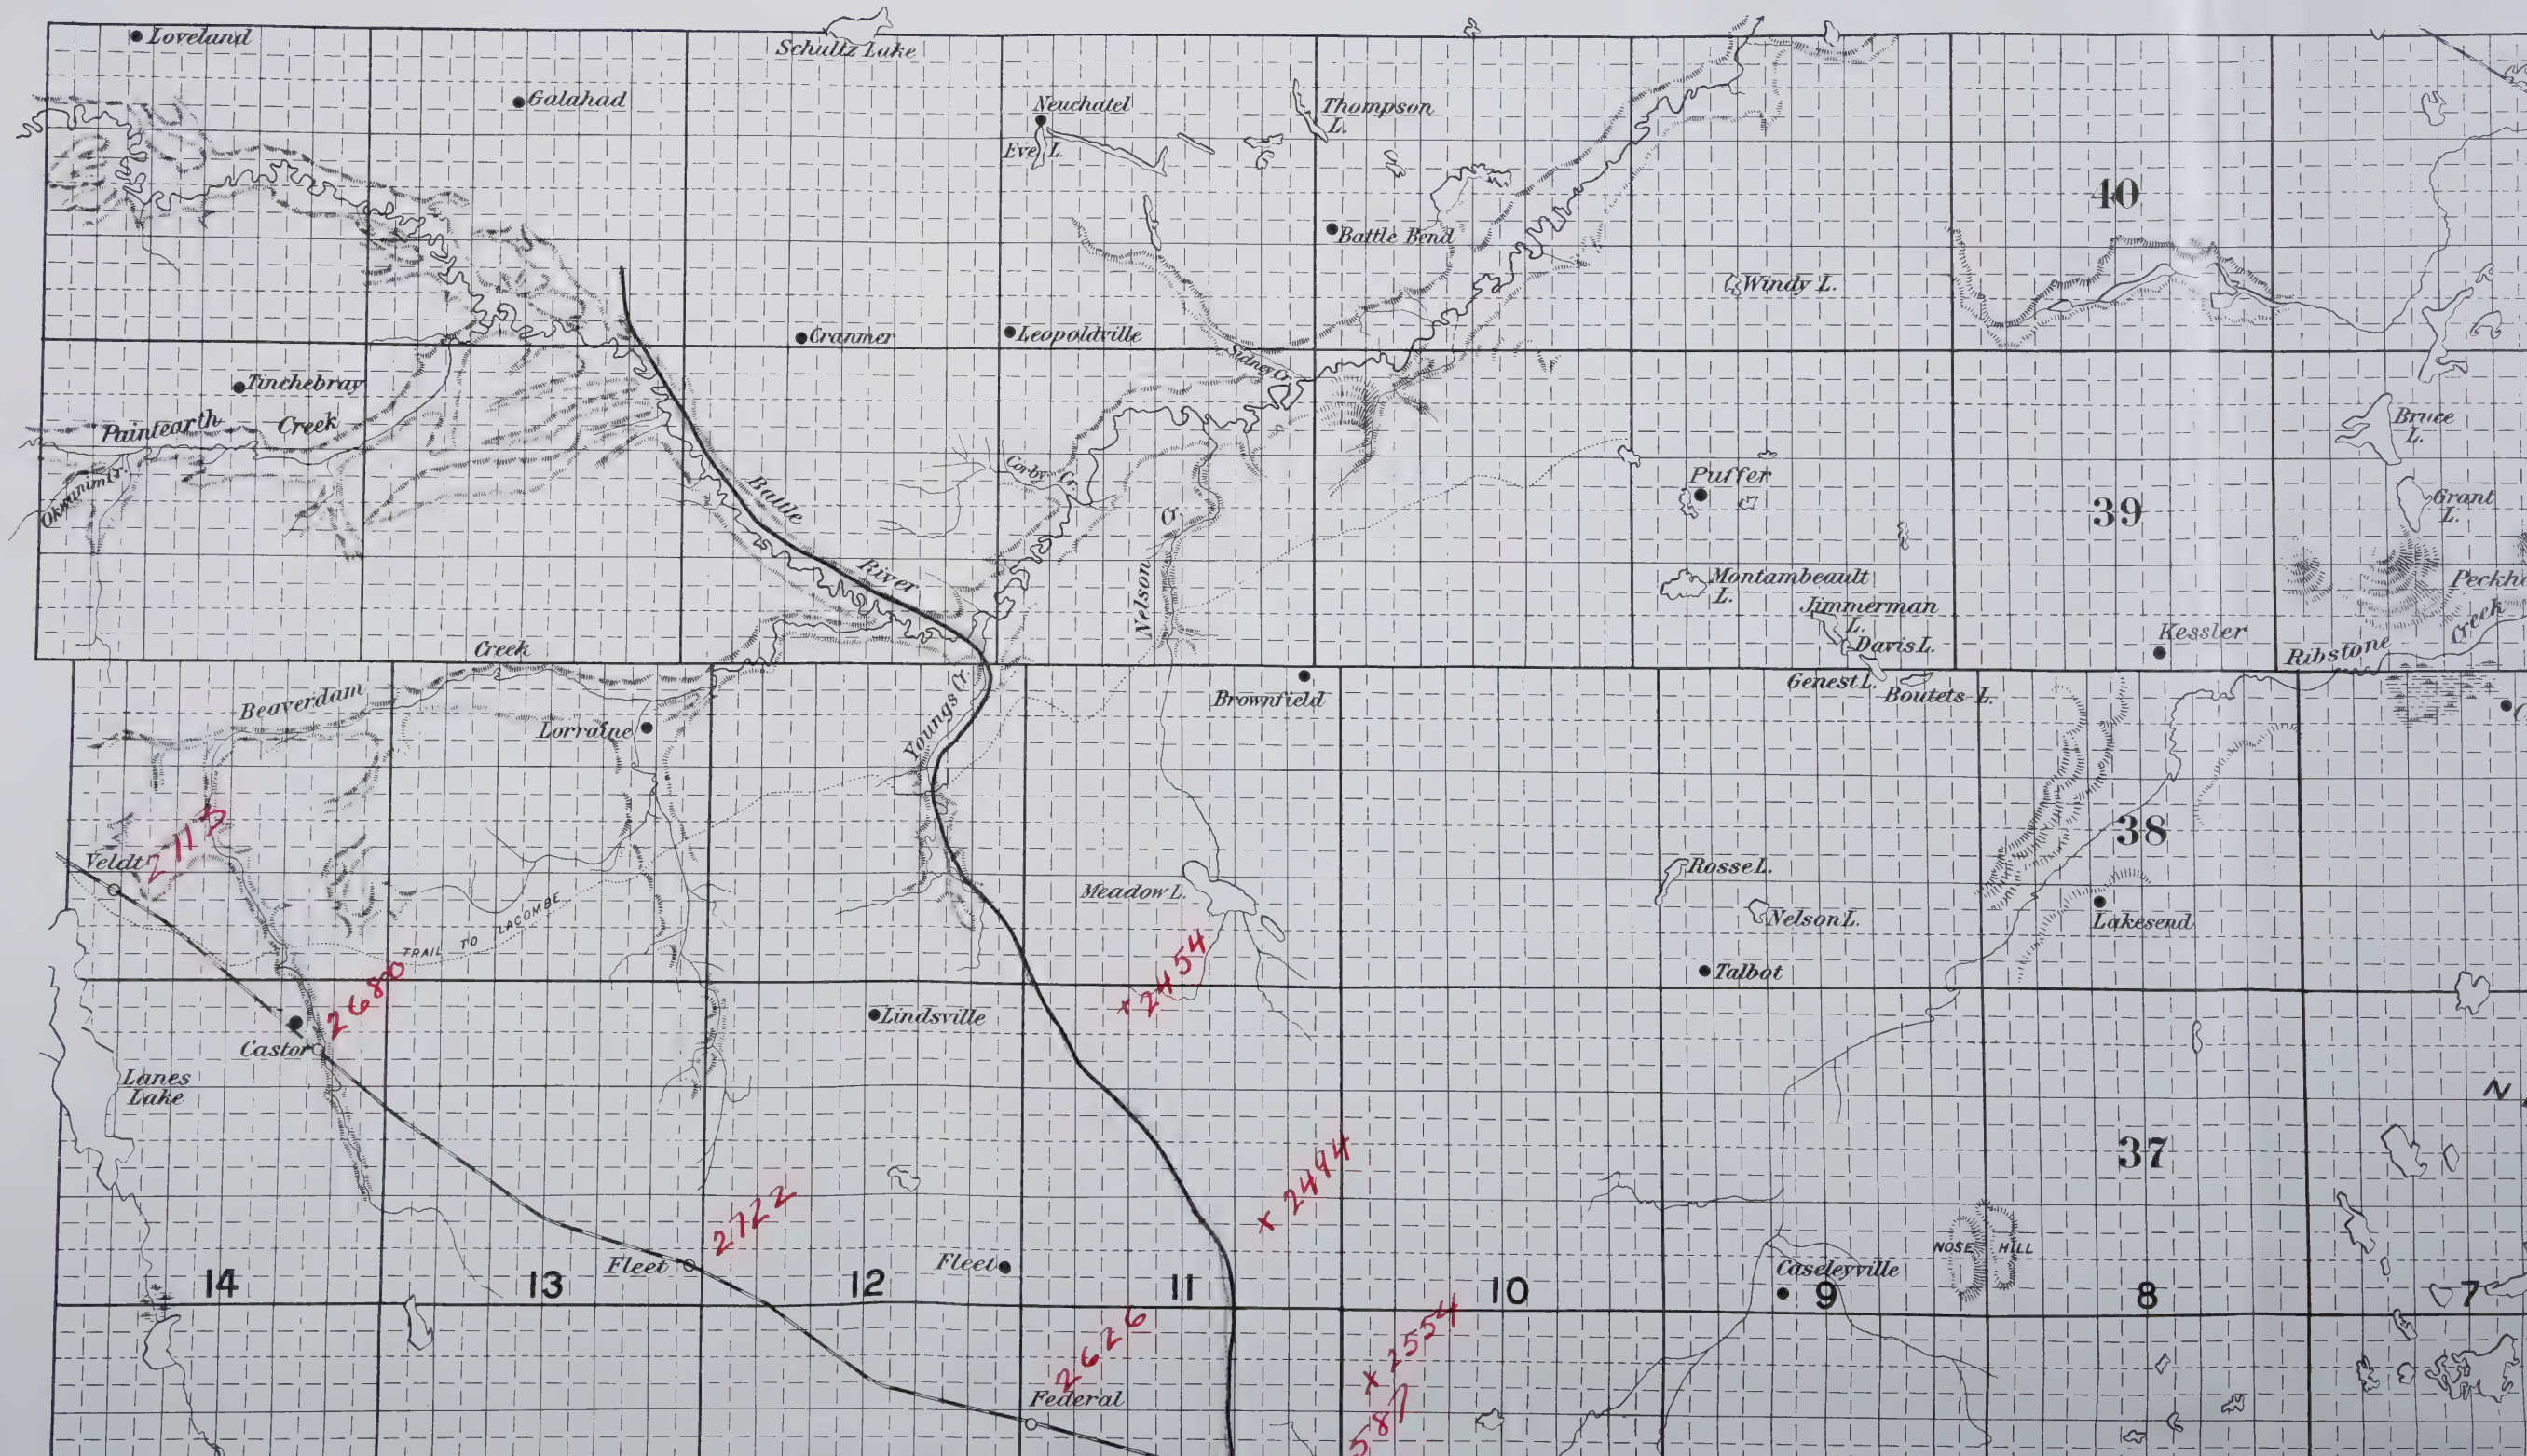 Loveland
Schultz Lake
Galahad
Neuchatel
Thompson
L.
Eve L.
40
Battle Bend
Windy L.
Cranmer
Leopoldville
Sidney Cr.
Tinchebray
Paintearth Creek
Bruce
L.
Corby Cr.
Puffer
Grant
L.
Battle River
Cr.
Nelson
39
Montambeault
L.
Jimmerman
L.
Davis L.
Kessler
Ribstone Creek
Creek
Beaverdam
Genest L.
Boutets L.
Brownfield
Lorraine
Youngs Cr.
2113
38
Veldt
Rosse L.
Meadow L.
Nelson L.
Lakesend
TRAIL TO LACOMBE
Talbot
2680
x 2454
Lindsville
Castor
Lanes
Lake
N
37
x 2494
2722
NOSE HILL
Fleet
Fleet
Caseleyville
14
13
12
11
10
9
8
7
2626
x 2554
Federal
587